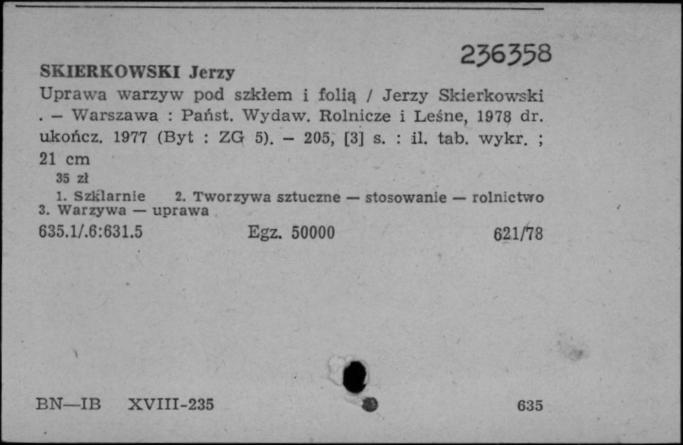 236358
SKIERKOWSKI Jerzy
Uprawa warzyw pod szkłem i folią / Jerzy Skierkowski
. — Warszawa : Państ. Wydaw. Rolnicze i Leśne, 1978 dr.
ukończ. 1977 (Byt : ZG 5). — 205, [3] s. : il. tab. wykr. ;
21 cm
35 zł
1. Szklarnie 2. Tworzywa sztuczne — stosowanie — rolnictwo
3. Warzywa — uprawa
635.1/.6:631.5 Egz. 50000 621/78
BN—IB XVIII-235 635